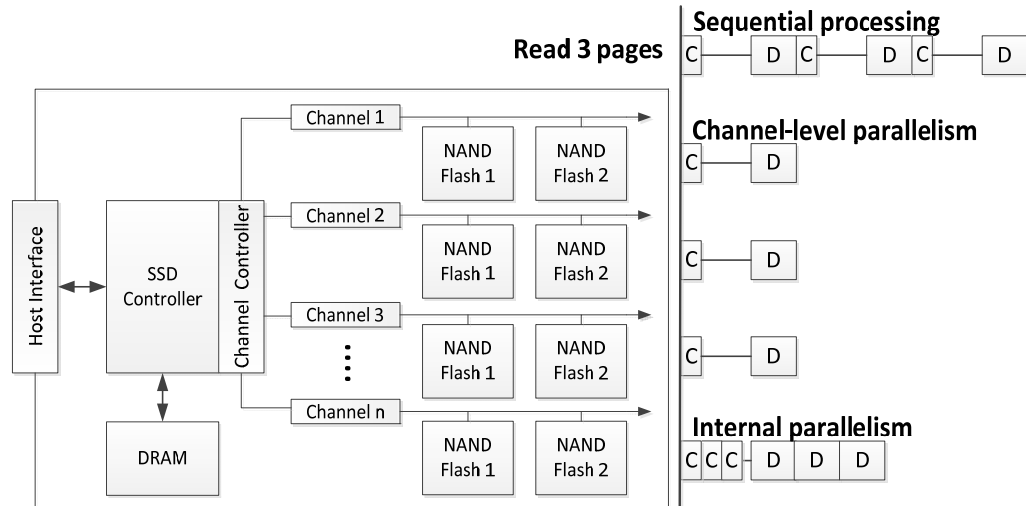 Read 3 pages
Host Interface
SSD
Controller
Channel Controller
DRAM
Channel 1
NAND
Flash 1
NAND
Flash 2
Channel 2
NAND
Flash 1
NAND
Flash 2
Channel 3
NAND
Flash 1
NAND
Flash 2
Channel n
NAND
Flash 1
NAND
Flash 2
Sequential processing
C D C D C D
Channel-level parallelism
C D
C D
C D
Internal parallelism
C C C D D D